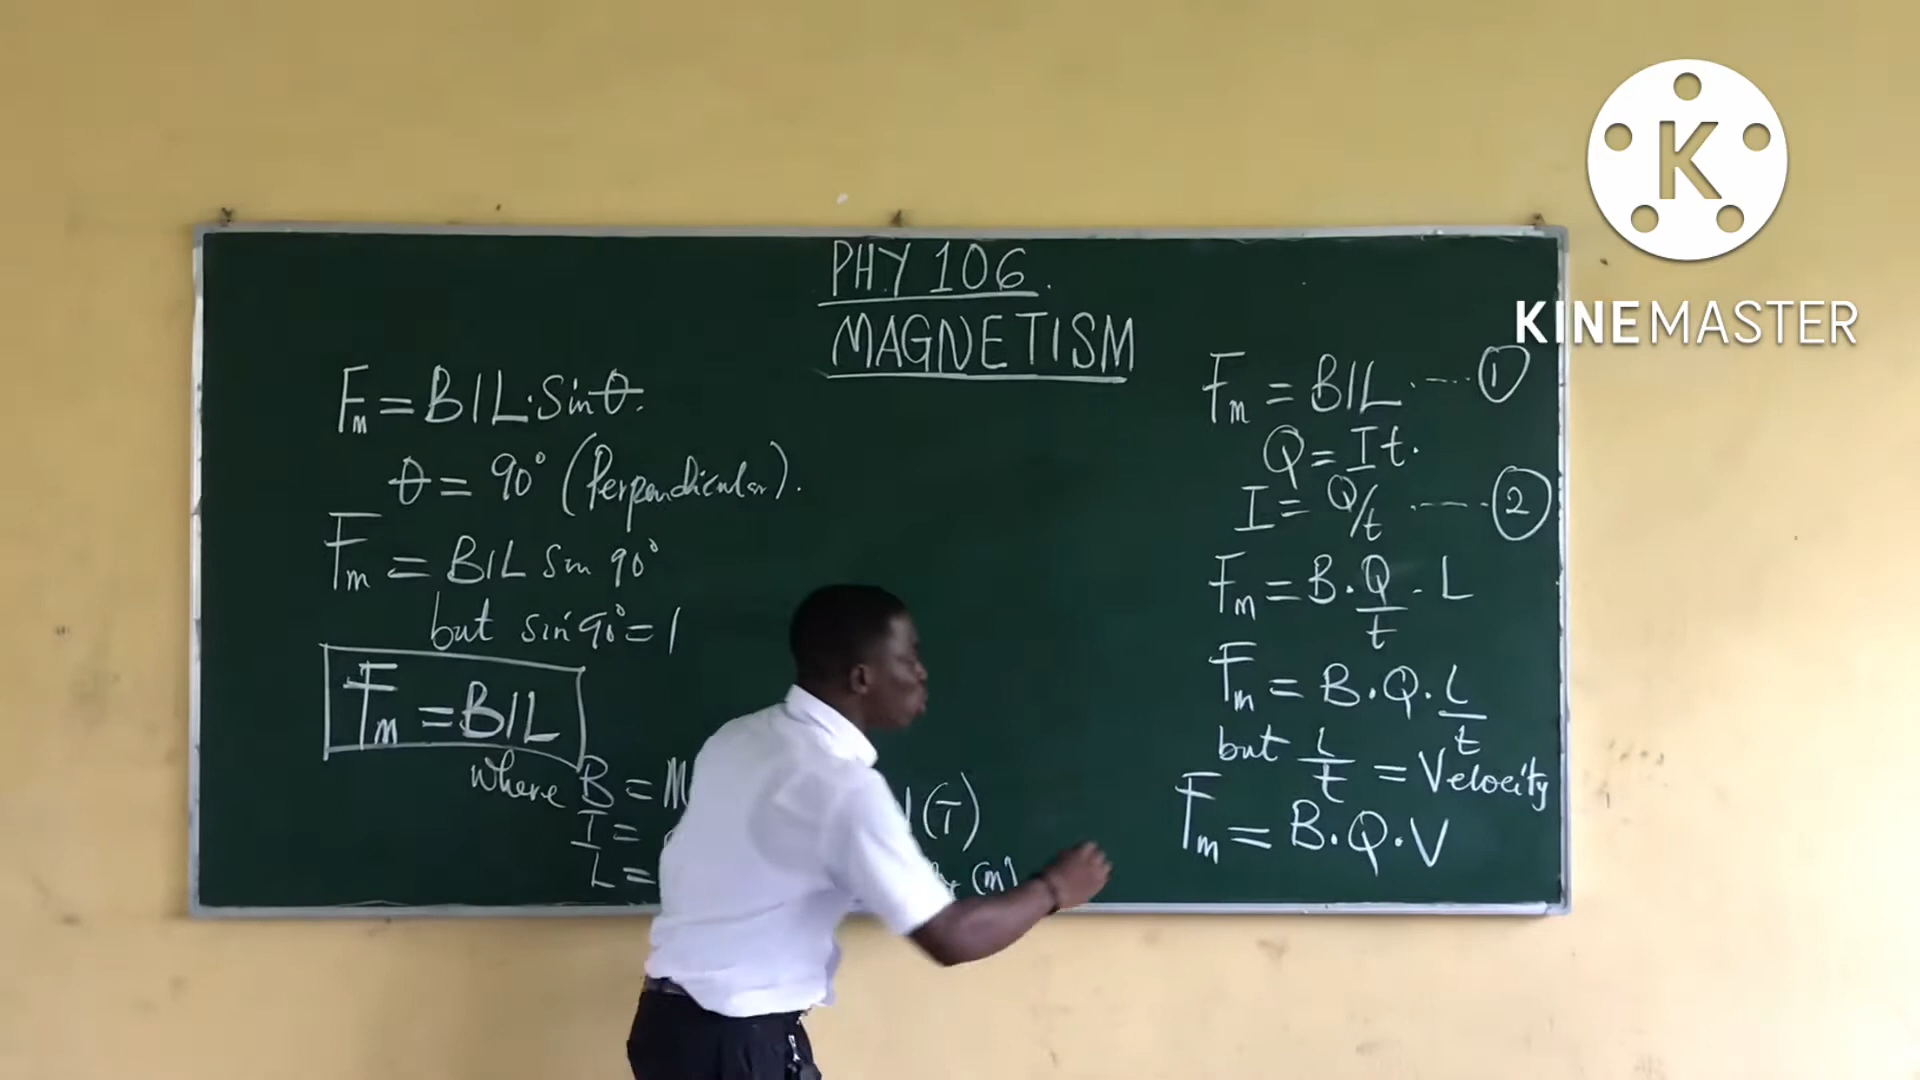 PHY 106.
MAGNETISM
Fm = BIL·Sinθ.
θ = 90° (Perpendicular).
Fm = BIL Sin 90°
but sin 90° = 1
Fm = BIL
where B = M
(T)
I =
L =
(m)
Fm = BIL ...... ①
Q = It.
I = Q/t ...... ②
Fm = B·Q/t·L
Fm = B·Q·L/t
but L/t = Velocity
Fm = B·Q·V
K
KINEMASTER